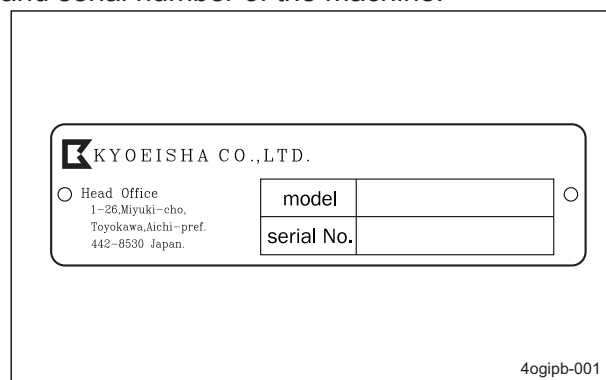 and serial number of the machine.
KYOEISHA CO.,LTD.
Head Office
1-26,Miyuki-cho,
Toyokawa,Aichi-pref.
442-8530 Japan.
model
serial No.
4ogipb-001